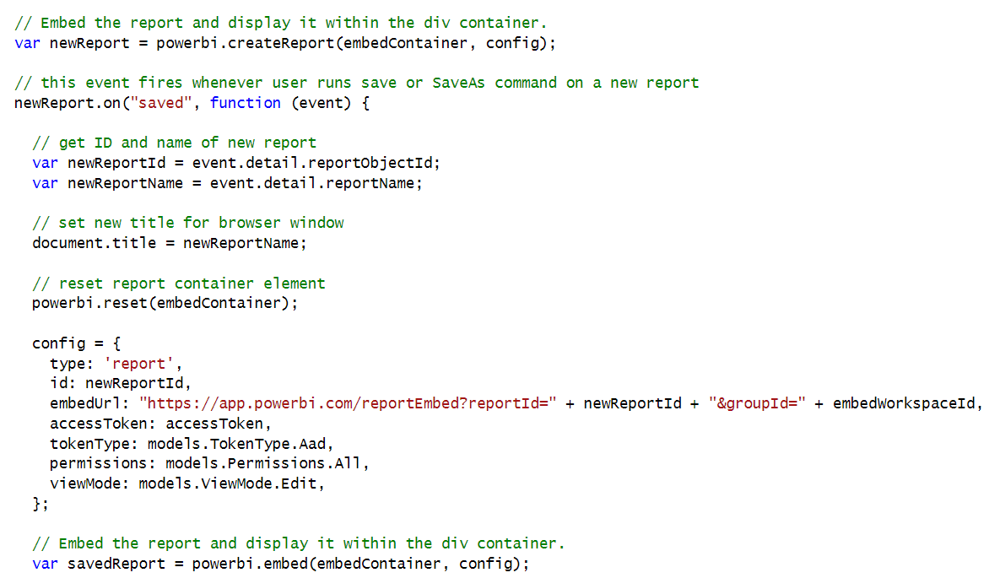 // Embed the report and display it within the div container.
var newReport = powerbi.createReport(embedContainer, config);
// this event fires whenever user runs save or SaveAs command on a new report
newReport.on("saved", function (event) {
// get ID and name of new report
var newReportId = event.detail.reportObjectId;
var newReportName = event.detail.reportName;
// set new title for browser window
document.title = newReportName;
// reset report container element
powerbi.reset(embedContainer);
config = {
type: 'report',
id: newReportId,
embedUrl: "https://app.powerbi.com/reportEmbed?reportId=" + newReportId + "&groupId=" + embedWorkspaceId,
accessToken: accessToken,
tokenType: models.TokenType.Aad,
permissions: models.Permissions.All,
viewMode: models.ViewMode.Edit,
};
// Embed the report and display it within the div container.
var savedReport = powerbi.embed(embedContainer, config);